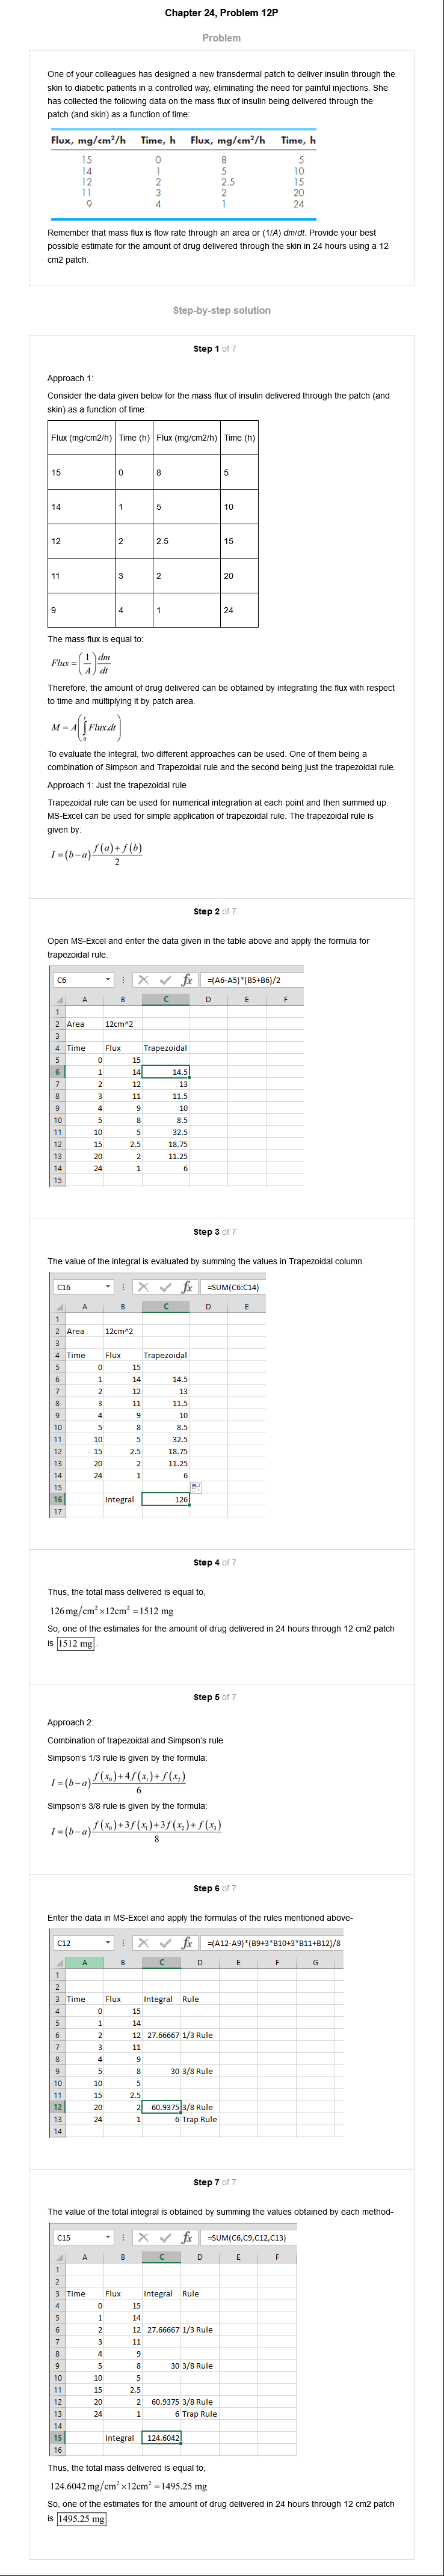 Chapter 24, Problem 12P
Problem
One of your colleagues has designed a new transdermal patch to deliver insulin through the
skin to diabetic patients in a controlled way, eliminating the need for painful injections. She
has collected the following data on the mass flux of insulin being delivered through the
patch (and skin) as a function of time:
Flux, mg/cm²/h Time, h Flux, mg/cm²/h Time, h
15 0 8 5
14 1 5 10
12 2 2.5 15
11 3 2 20
9 4 1 24
Remember that mass flux is flow rate through an area or (1/A) dm/dt. Provide your best
possible estimate for the amount of drug delivered through the skin in 24 hours using a 12
cm2 patch.
Step-by-step solution
Step 1 of 7
Approach 1:
Consider the data given below for the mass flux of insulin delivered through the patch (and
skin) as a function of time:
Flux (mg/cm2/h) Time (h) Flux (mg/cm2/h) Time (h)
15 0 8 5
14 1 5 10
12 2 2.5 15
11 3 2 20
9 4 1 24
The mass flux is equal to:
Flux = (1/A) dm/dt
Therefore, the amount of drug delivered can be obtained by integrating the flux with respect
to time and multiplying it by patch area.
M = A(∫₀ᵗ Flux.dt)
To evaluate the integral, two different approaches can be used. One of them being a
combination of Simpson and Trapezoidal rule and the second being just the trapezoidal rule.
Approach 1: Just the trapezoidal rule
Trapezoidal rule can be used for numerical integration at each point and then summed up.
MS-Excel can be used for simple application of trapezoidal rule. The trapezoidal rule is
given by:
I = (b−a) f(a)+f(b) / 2
Step 2 of 7
Open MS-Excel and enter the data given in the table above and apply the formula for
trapezoidal rule.
C6 fx =(A6-A5)*(B5+B6)/2
A B C D E F
1
2 Area 12cm^2
3
4 Time Flux Trapezoidal
5 0 15
6 1 14 14.5
7 2 12 13
8 3 11 11.5
9 4 9 10
10 5 8 8.5
11 10 5 32.5
12 15 2.5 18.75
13 20 2 11.25
14 24 1 6
15
Step 3 of 7
The value of the integral is evaluated by summing the values in Trapezoidal column.
C16 fx =SUM(C6:C14)
A B C D E
1
2 Area 12cm^2
3
4 Time Flux Trapezoidal
5 0 15
6 1 14 14.5
7 2 12 13
8 3 11 11.5
9 4 9 10
10 5 8 8.5
11 10 5 32.5
12 15 2.5 18.75
13 20 2 11.25
14 24 1 6
15
16 Integral 126
17
Step 4 of 7
Thus, the total mass delivered is equal to,
126 mg/cm² × 12cm² = 1512 mg
So, one of the estimates for the amount of drug delivered in 24 hours through 12 cm2 patch
is 1512 mg.
Step 5 of 7
Approach 2:
Combination of trapezoidal and Simpson's rule
Simpson's 1/3 rule is given by the formula:
I = (b−a) f(x₀)+4f(x₁)+f(x₂) / 6
Simpson's 3/8 rule is given by the formula:
I = (b−a) f(x₀)+3f(x₁)+3f(x₂)+f(x₃) / 8
Step 6 of 7
Enter the data in MS-Excel and apply the formulas of the rules mentioned above-
C12 fx =(A12-A9)*(B9+3*B10+3*B11+B12)/8
A B C D E F G
1
2
3 Time Flux Integral Rule
4 0 15
5 1 14
6 2 12 27.66667 1/3 Rule
7 3 11
8 4 9
9 5 8 30 3/8 Rule
10 10 5
11 15 2.5
12 20 2 60.9375 3/8 Rule
13 24 1 6 Trap Rule
14
Step 7 of 7
The value of the total integral is obtained by summing the values obtained by each method-
C15 fx =SUM(C6,C9,C12,C13)
A B C D E F
1
2
3 Time Flux Integral Rule
4 0 15
5 1 14
6 2 12 27.66667 1/3 Rule
7 3 11
8 4 9
9 5 8 30 3/8 Rule
10 10 5
11 15 2.5
12 20 2 60.9375 3/8 Rule
13 24 1 6 Trap Rule
14
15 Integral 124.6042
16
Thus, the total mass delivered is equal to,
124.6042 mg/cm² × 12cm² = 1495.25 mg
So, one of the estimates for the amount of drug delivered in 24 hours through 12 cm2 patch
is 1495.25 mg.